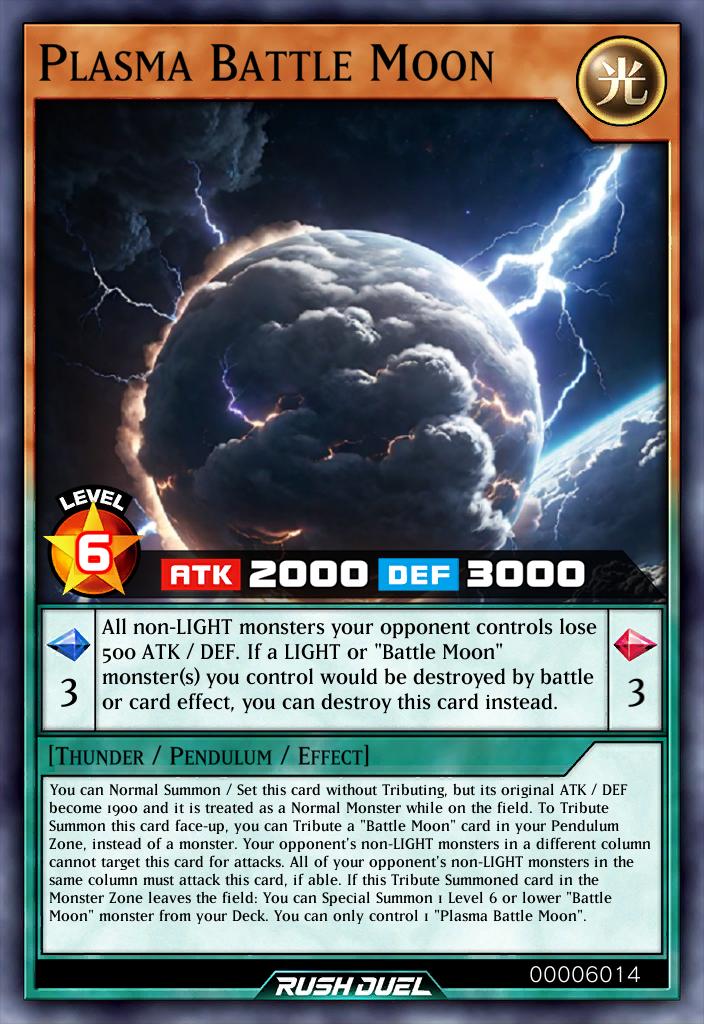 PLASMA BATTLE MOON
光
LEVEL
6
ATK 2000 DEF 3000
All non-LIGHT monsters your opponent controls lose
500 ATK / DEF. If a LIGHT or "Battle Moon"
monster(s) you control would be destroyed by battle
or card effect, you can destroy this card instead.
3
3
[THUNDER / PENDULUM / EFFECT]
You can Normal Summon / Set this card without Tributing, but its original ATK / DEF
become 1900 and it is treated as a Normal Monster while on the field. To Tribute
Summon this card face-up, you can Tribute a "Battle Moon" card in your Pendulum
Zone, instead of a monster. Your opponent's non-LIGHT monsters in a different column
cannot target this card for attacks. All of your opponent's non-LIGHT monsters in the
same column must attack this card, if able. If this Tribute Summoned card in the
Monster Zone leaves the field: You can Special Summon 1 Level 6 or lower "Battle
Moon" monster from your Deck. You can only control 1 "Plasma Battle Moon".
00006014
RUSH DUEL